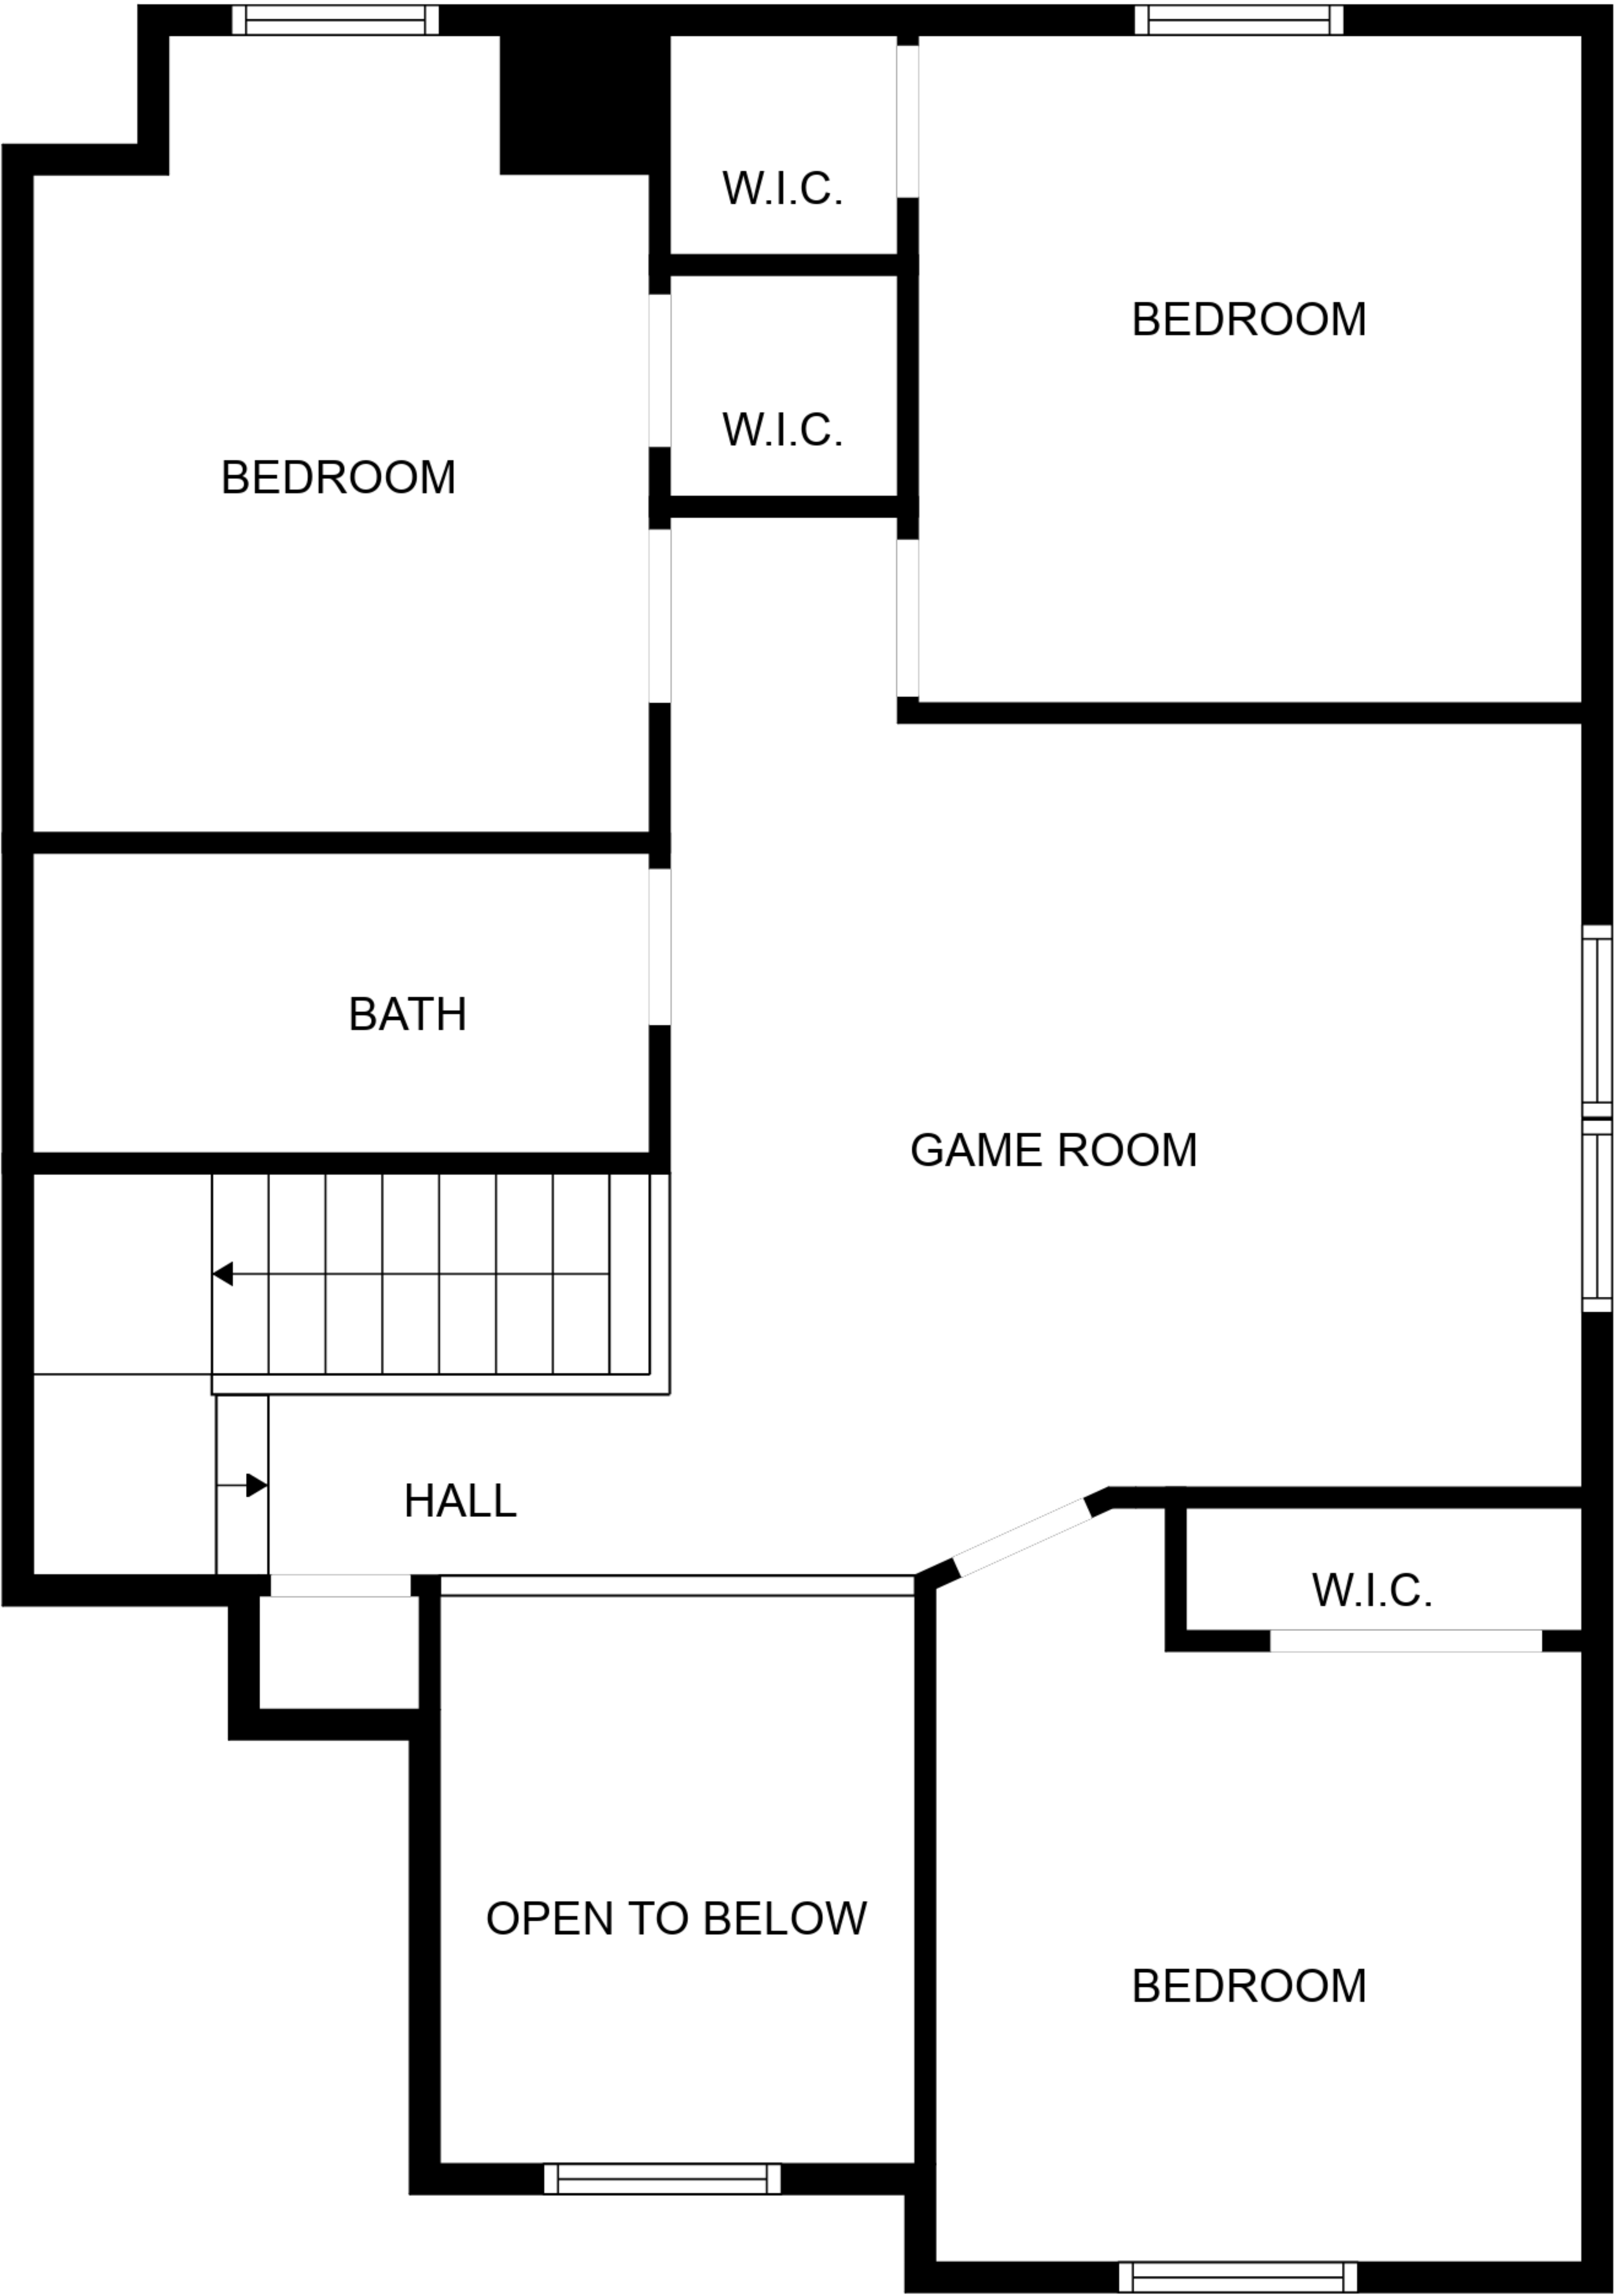 W.I.C.
BEDROOM
W.I.C.
BEDROOM
BATH
GAME ROOM
HALL
W.I.C.
OPEN TO BELOW
BEDROOM